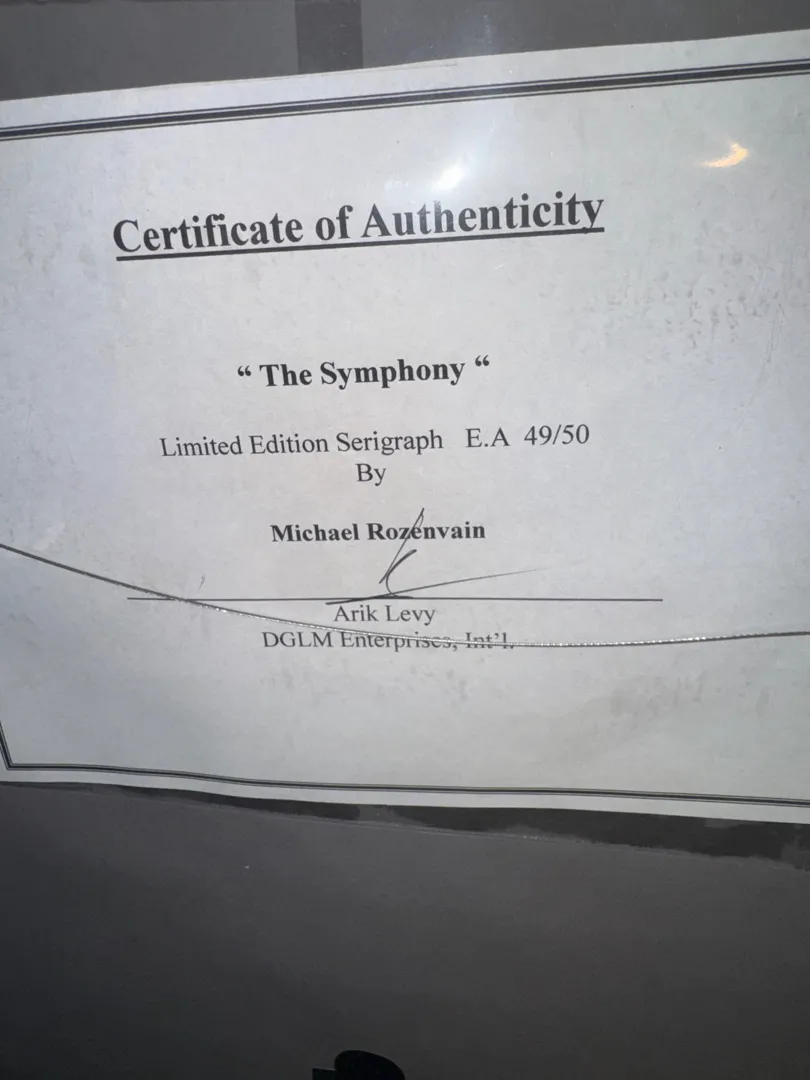 Certificate of Authenticity
“ The Symphony “
Limited Edition Serigraph E.A 49/50
By
Michael Rozenvain
Arik Levy
DGLM Enterprises, Int'l.